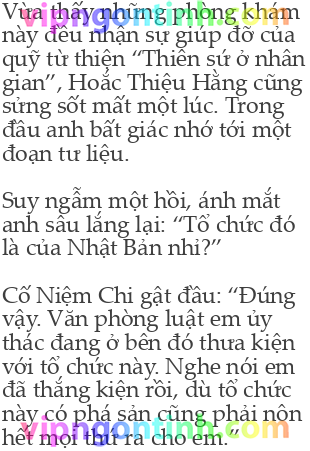 Vừa thấy những phòng khám
này đều nhận sự giúp đỡ của
quỹ từ thiện “Thiên sứ ở nhân
gian”, Hoắc Thiệu Hằng cũng
sửng sốt mất một lúc. Trong
đầu anh bất giác nhớ tới một
đoạn tư liệu.
Suy ngẫm một hồi, ánh mắt
anh sâu lắng lại: “Tổ chức đó
là của Nhật Bản nhỉ?”
Cố Niệm Chi gật đầu: “Đúng
vậy. Văn phòng luật em ủy
thác đang ở bên đó thưa kiện
với tổ chức này. Nghe nói em
đã thắng kiện rồi, dù tổ chức
này có phá sản cũng phải nôn
hết mọi thứ ra cho em.”
vipngontinh.com
vipngontinh.com